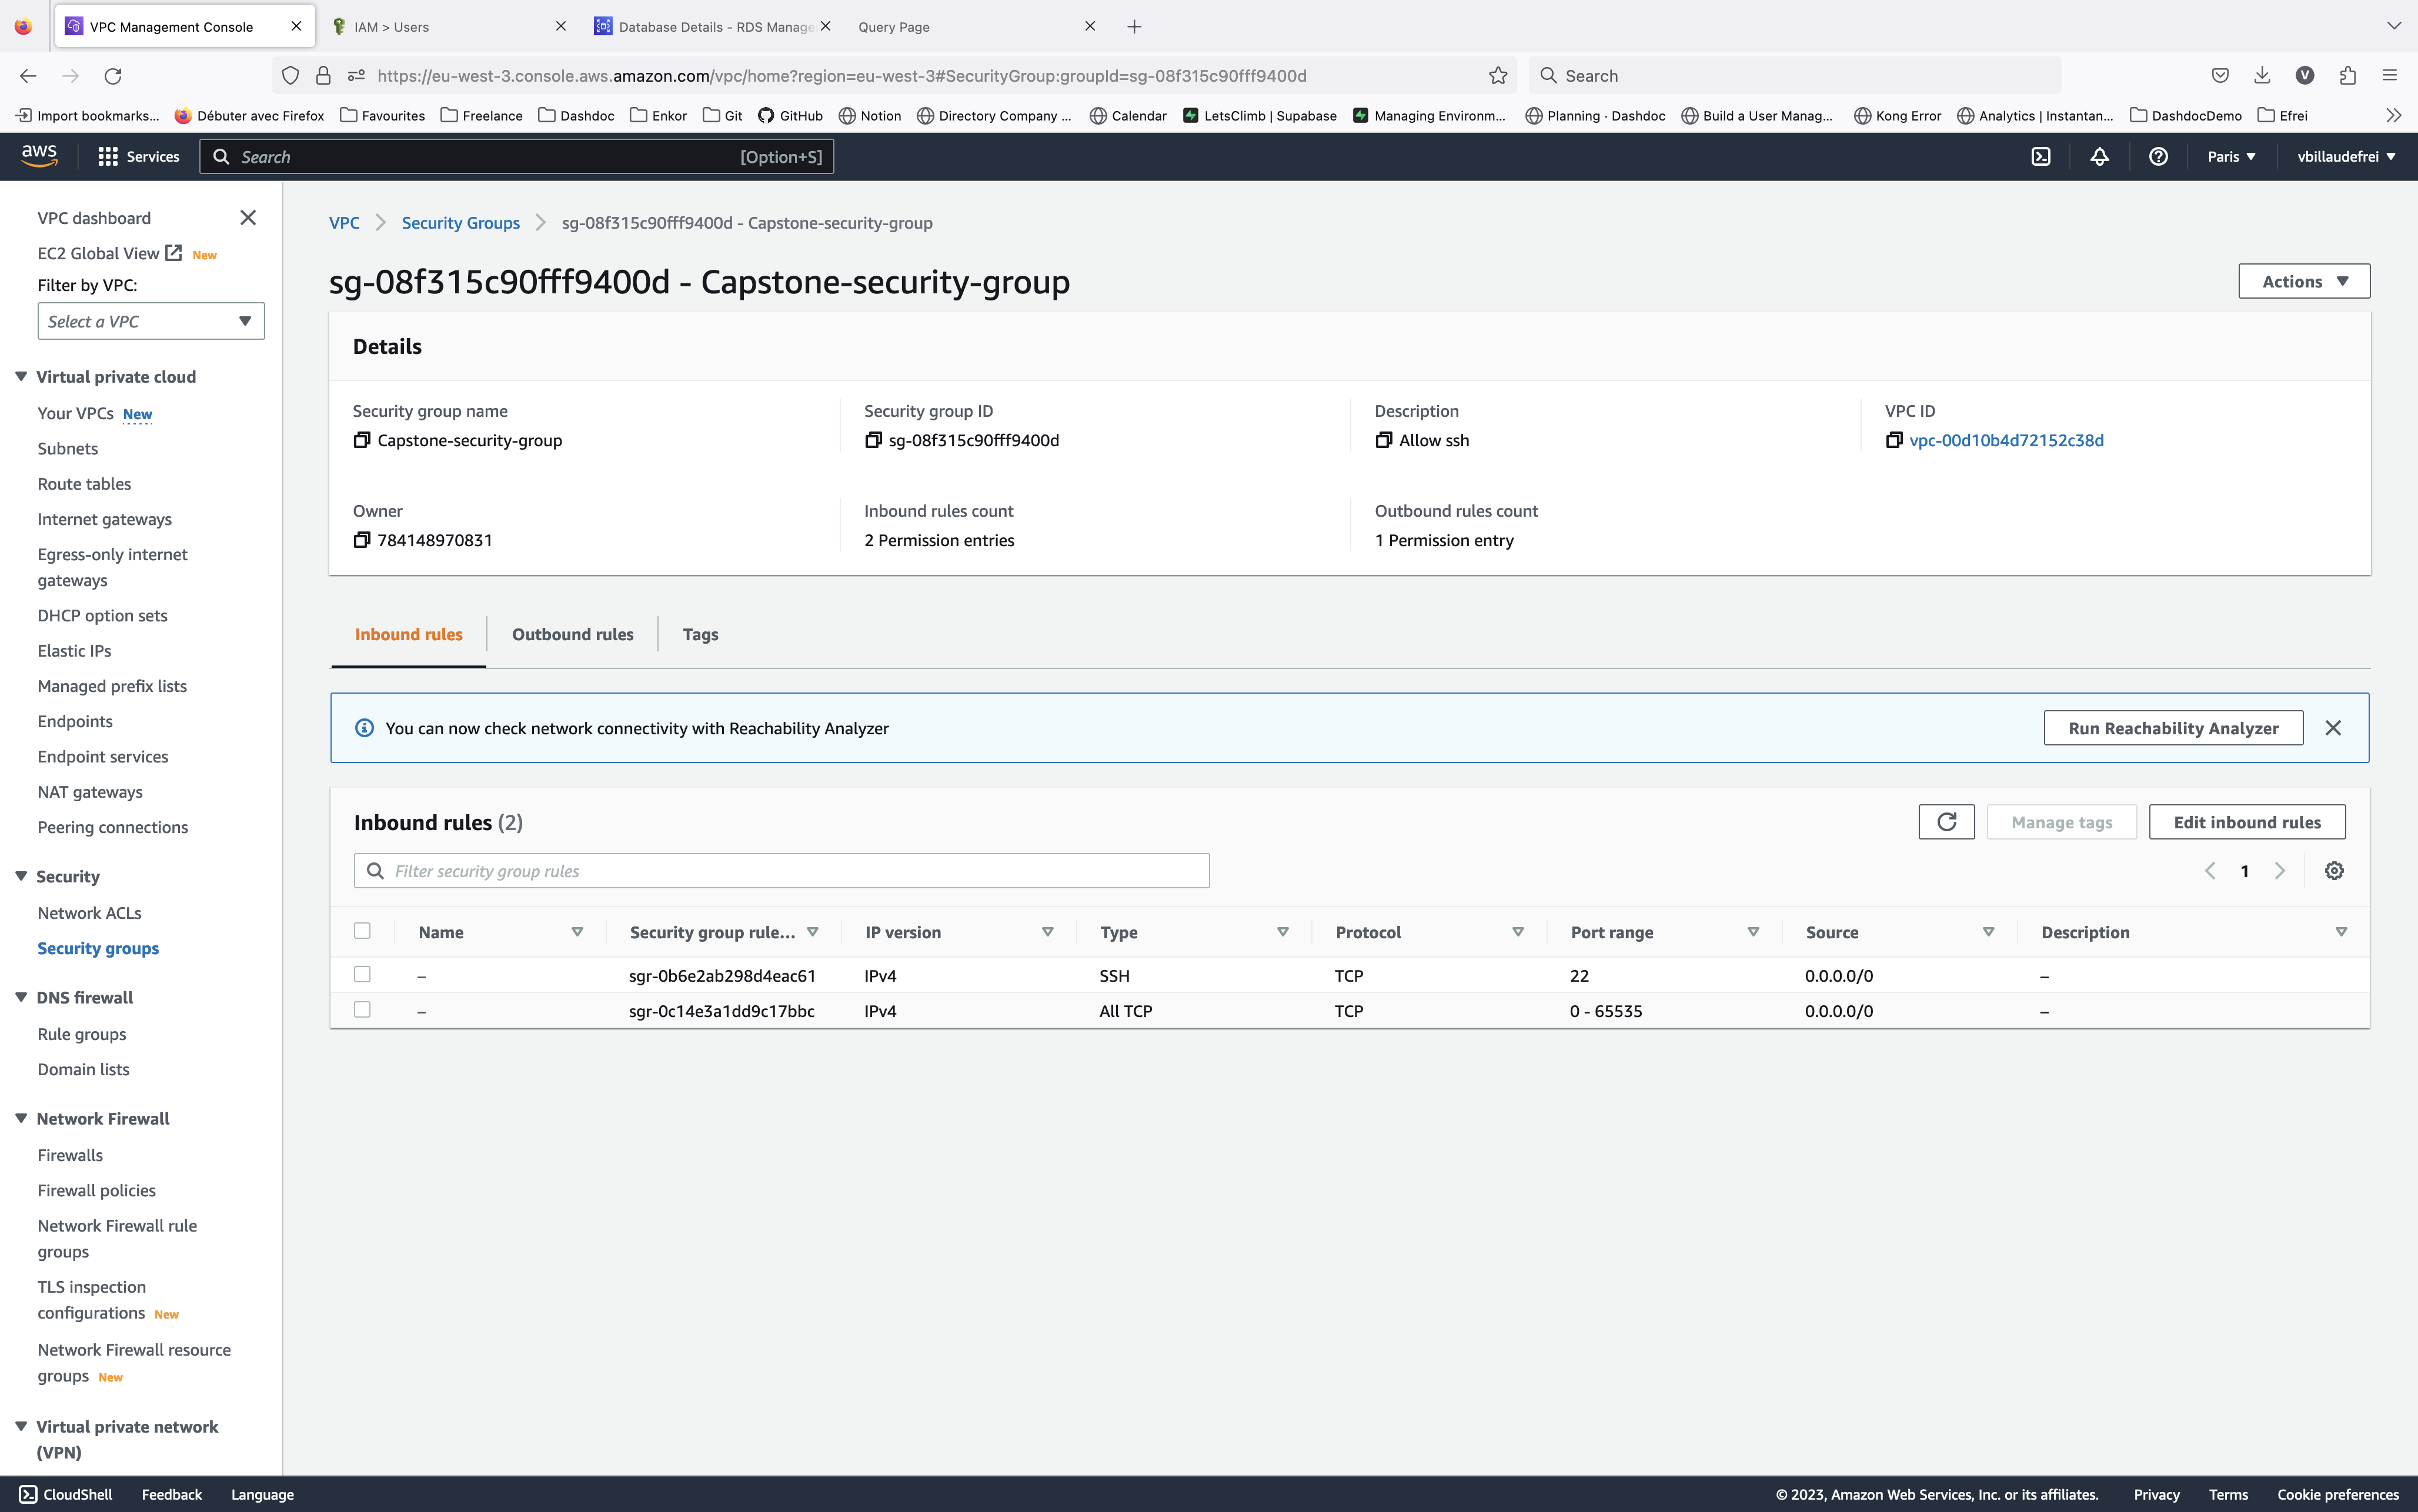 VPC Management Console
IAM > Users
Database Details - RDS Manage
Query Page
https://eu-west-3.console.aws.amazon.com/vpc/home?region=eu-west-3#SecurityGroup:groupId=sg-08f315c90fff9400d
Search
Import bookmarks...
Débuter avec Firefox
Favourites
Freelance
Dashdoc
Enkor
Git
GitHub
Notion
Directory Company ...
Calendar
LetsClimb | Supabase
Managing Environm...
Planning · Dashdoc
Build a User Manag...
Kong Error
Analytics | Instantan...
DashdocDemo
Efrei
aws
Services
Search
[Option+S]
Paris
vbillaudefrei
VPC dashboard
EC2 Global View New
Filter by VPC:
Select a VPC
Virtual private cloud
Your VPCs New
Subnets
Route tables
Internet gateways
Egress-only internet
gateways
DHCP option sets
Elastic IPs
Managed prefix lists
Endpoints
Endpoint services
NAT gateways
Peering connections
Security
Network ACLs
Security groups
DNS firewall
Rule groups
Domain lists
Network Firewall
Firewalls
Firewall policies
Network Firewall rule
groups
TLS inspection
configurations New
Network Firewall resource
groups New
Virtual private network
(VPN)
VPC
Security Groups
sg-08f315c90fff9400d - Capstone-security-group
sg-08f315c90fff9400d - Capstone-security-group
Actions
Details
Security group name
Capstone-security-group
Security group ID
sg-08f315c90fff9400d
Description
Allow ssh
VPC ID
vpc-00d10b4d72152c38d
Owner
784148970831
Inbound rules count
2 Permission entries
Outbound rules count
1 Permission entry
Inbound rules
Outbound rules
Tags
You can now check network connectivity with Reachability Analyzer
Run Reachability Analyzer
Inbound rules (2)
Manage tags
Edit inbound rules
Filter security group rules
1
Name Security group rule... IP version Type Protocol Port range Source Description
– sgr-0b6e2ab298d4eac61 IPv4 SSH TCP 22 0.0.0.0/0 –
– sgr-0c14e3a1dd9c17bbc IPv4 All TCP TCP 0 - 65535 0.0.0.0/0 –
CloudShell
Feedback
Language
© 2023, Amazon Web Services, Inc. or its affiliates.
Privacy
Terms
Cookie preferences